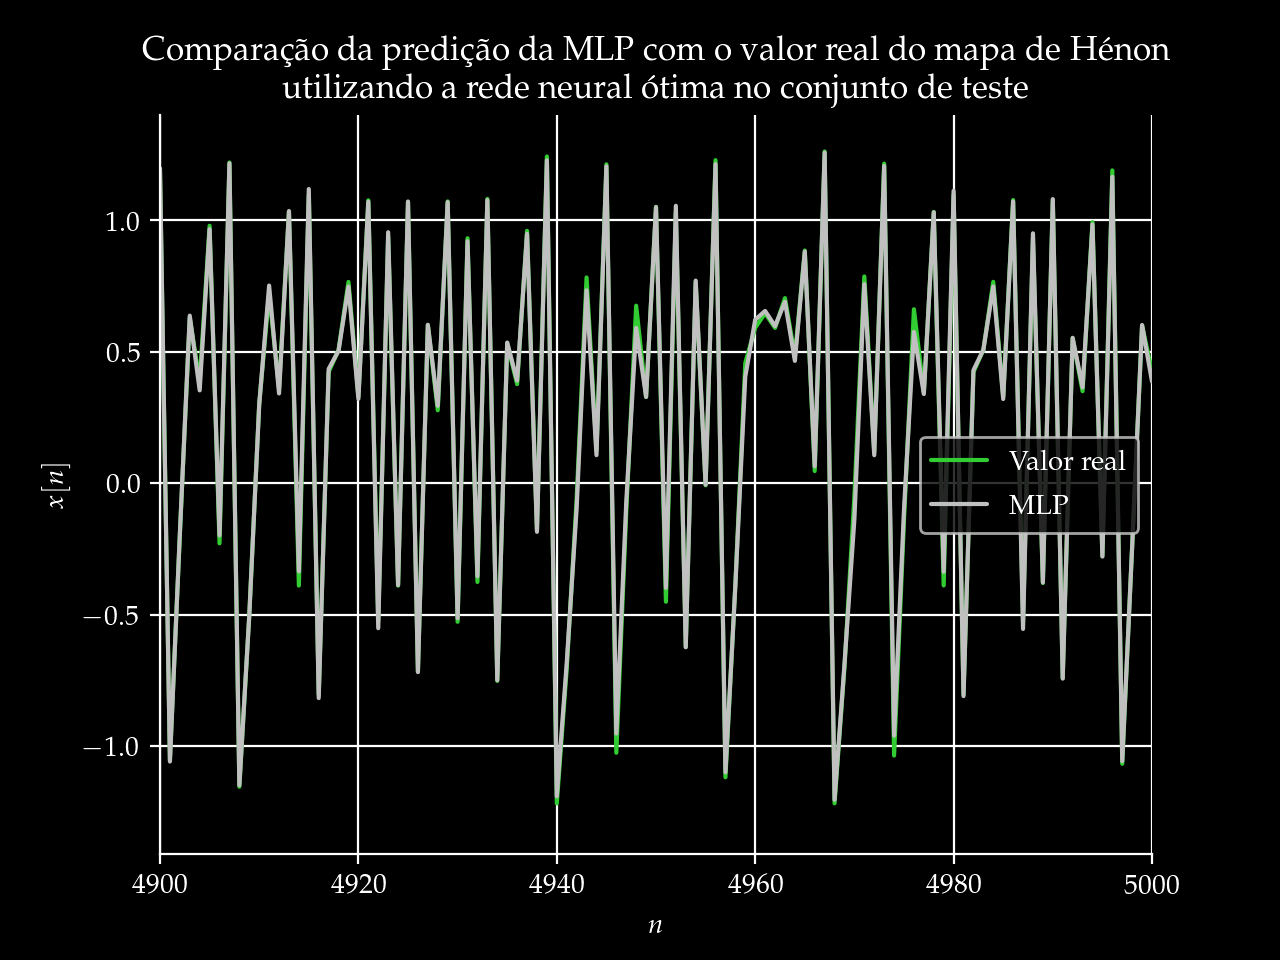 Comparação da predição da MLP com o valor real do mapa de Hénon
utilizando a rede neural ótima no conjunto de teste
1.0
0.5
0.0
−0.5
−1.0
x[n]
Valor real
MLP
4900 4920 4940 4960 4980 5000
n